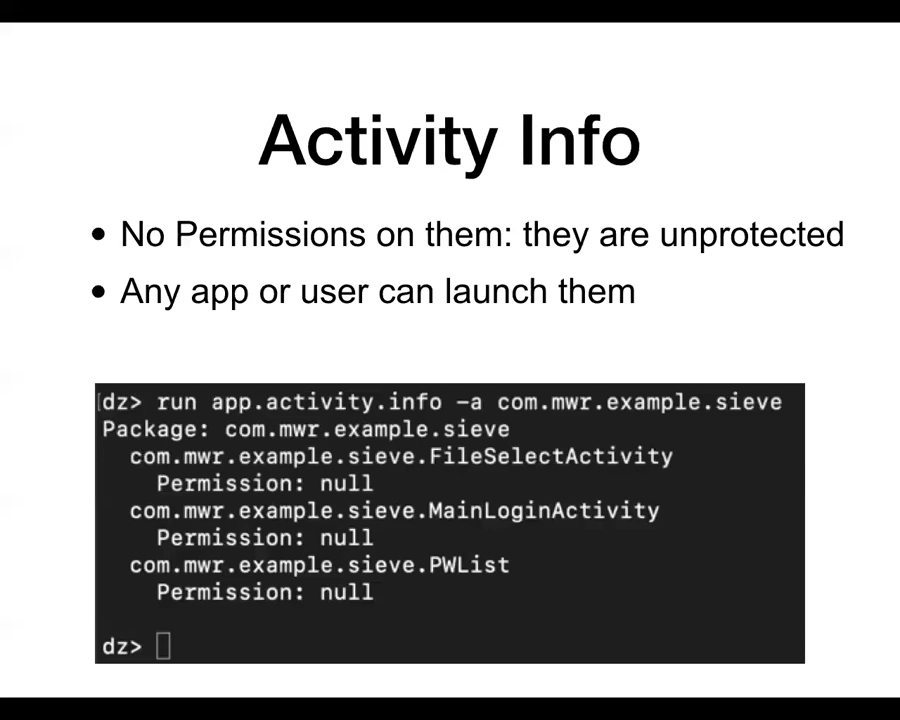 Activity Info
• No Permissions on them: they are unprotected
• Any app or user can launch them
[dz> run app.activity.info -a com.mwr.example.sieve
Package: com.mwr.example.sieve
com.mwr.example.sieve.FileSelectActivity
Permission: null
com.mwr.example.sieve.MainLoginActivity
Permission: null
com.mwr.example.sieve.PWList
Permission: null
dz>